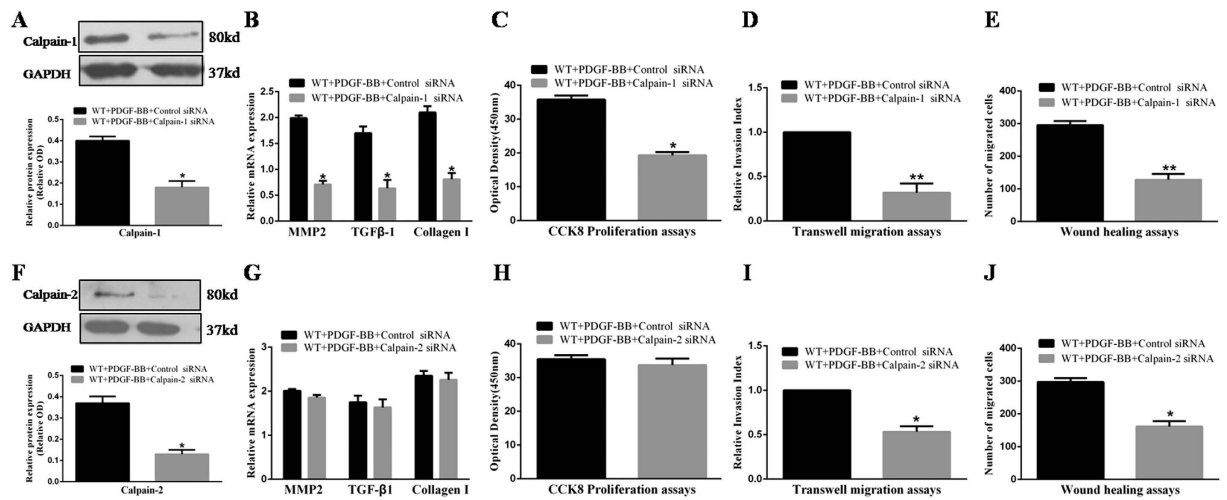 A
Calpain-1
80kd
GAPDH
37kd
WT+PDGF-BB+Control siRNA
WT+PDGF-BB+Calpain-1 siRNA
Relative protein expression
(Relative OD)
0.5
0.4
0.3
0.2
0.1
0.0
*
Calpain-1
B
WT+PDGF-BB+Control siRNA
WT+PDGF-BB+Calpain-1 siRNA
Relative mRNA expression
2.5
2.0
1.5
1.0
0.5
0.0
*
*
*
MMP2
TGFβ-1
Collagen I
C
WT+PDGF-BB+Control siRNA
WT+PDGF-BB+Calpain-1 siRNA
Optical Density(450nm)
60
40
20
0
*
CCK8 Proliferation assays
D
WT+PDGF-BB+Control siRNA
WT+PDGF-BB+Calpain-1 siRNA
Relative Invasion Index
1.5
1.0
0.5
0.0
**
Transwell migration assays
E
WT+PDGF-BB+Control siRNA
WT+PDGF-BB+Calpain-1 siRNA
Number of migrated cells
400
300
200
100
0
**
Wound healing assays
F
Calpain-2
80kd
GAPDH
37kd
WT+PDGF-BB+Control siRNA
WT+PDGF-BB+Calpain-2 siRNA
Relative protein expression
(Relative OD)
0.5
0.4
0.3
0.2
0.1
0.0
*
Calpain-2
G
WT+PDGF-BB+Control siRNA
WT+PDGF-BB+Calpain-2 siRNA
Relative mRNA expression
3
2
1
0
MMP2
TGF-β1
Collagen I
H
WT+PDGF-BB+Control siRNA
WT+PDGF-BB+Calpain-2 siRNA
Optical Density(450nm)
60
40
20
0
CCK8 Proliferation assays
I
WT+PDGF-BB+Control siRNA
WT+PDGF-BB+Calpain-2 siRNA
Relative Invasion Index
1.5
1.0
0.5
0.0
*
Transwell migration assays
J
WT+PDGF-BB+Control siRNA
WT+PDGF-BB+Calpain-2 siRNA
Number of migrated cells
500
400
300
200
100
0
*
Wound healing assays